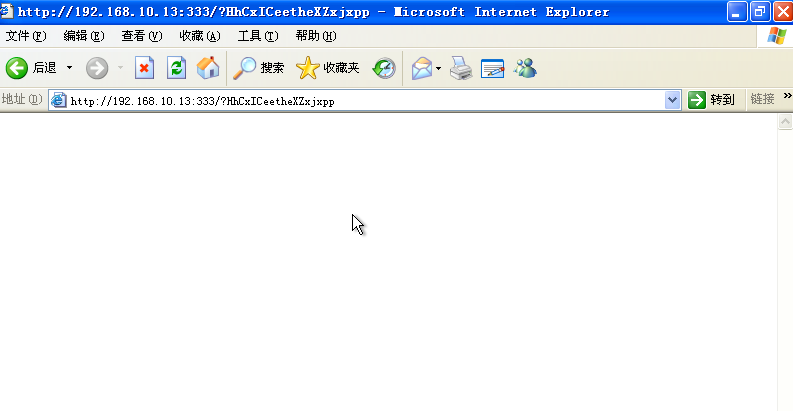 http://192.168.10.13:333/?HhCxICeetheXZxjxpp - Microsoft Internet Explorer
文件(F) 编辑(E) 查看(V) 收藏(A) 工具(T) 帮助(H)
后退 搜索 收藏夹
地址(D) http://192.168.10.13:333/?HhCxICeetheXZxjxpp 转到 链接 »